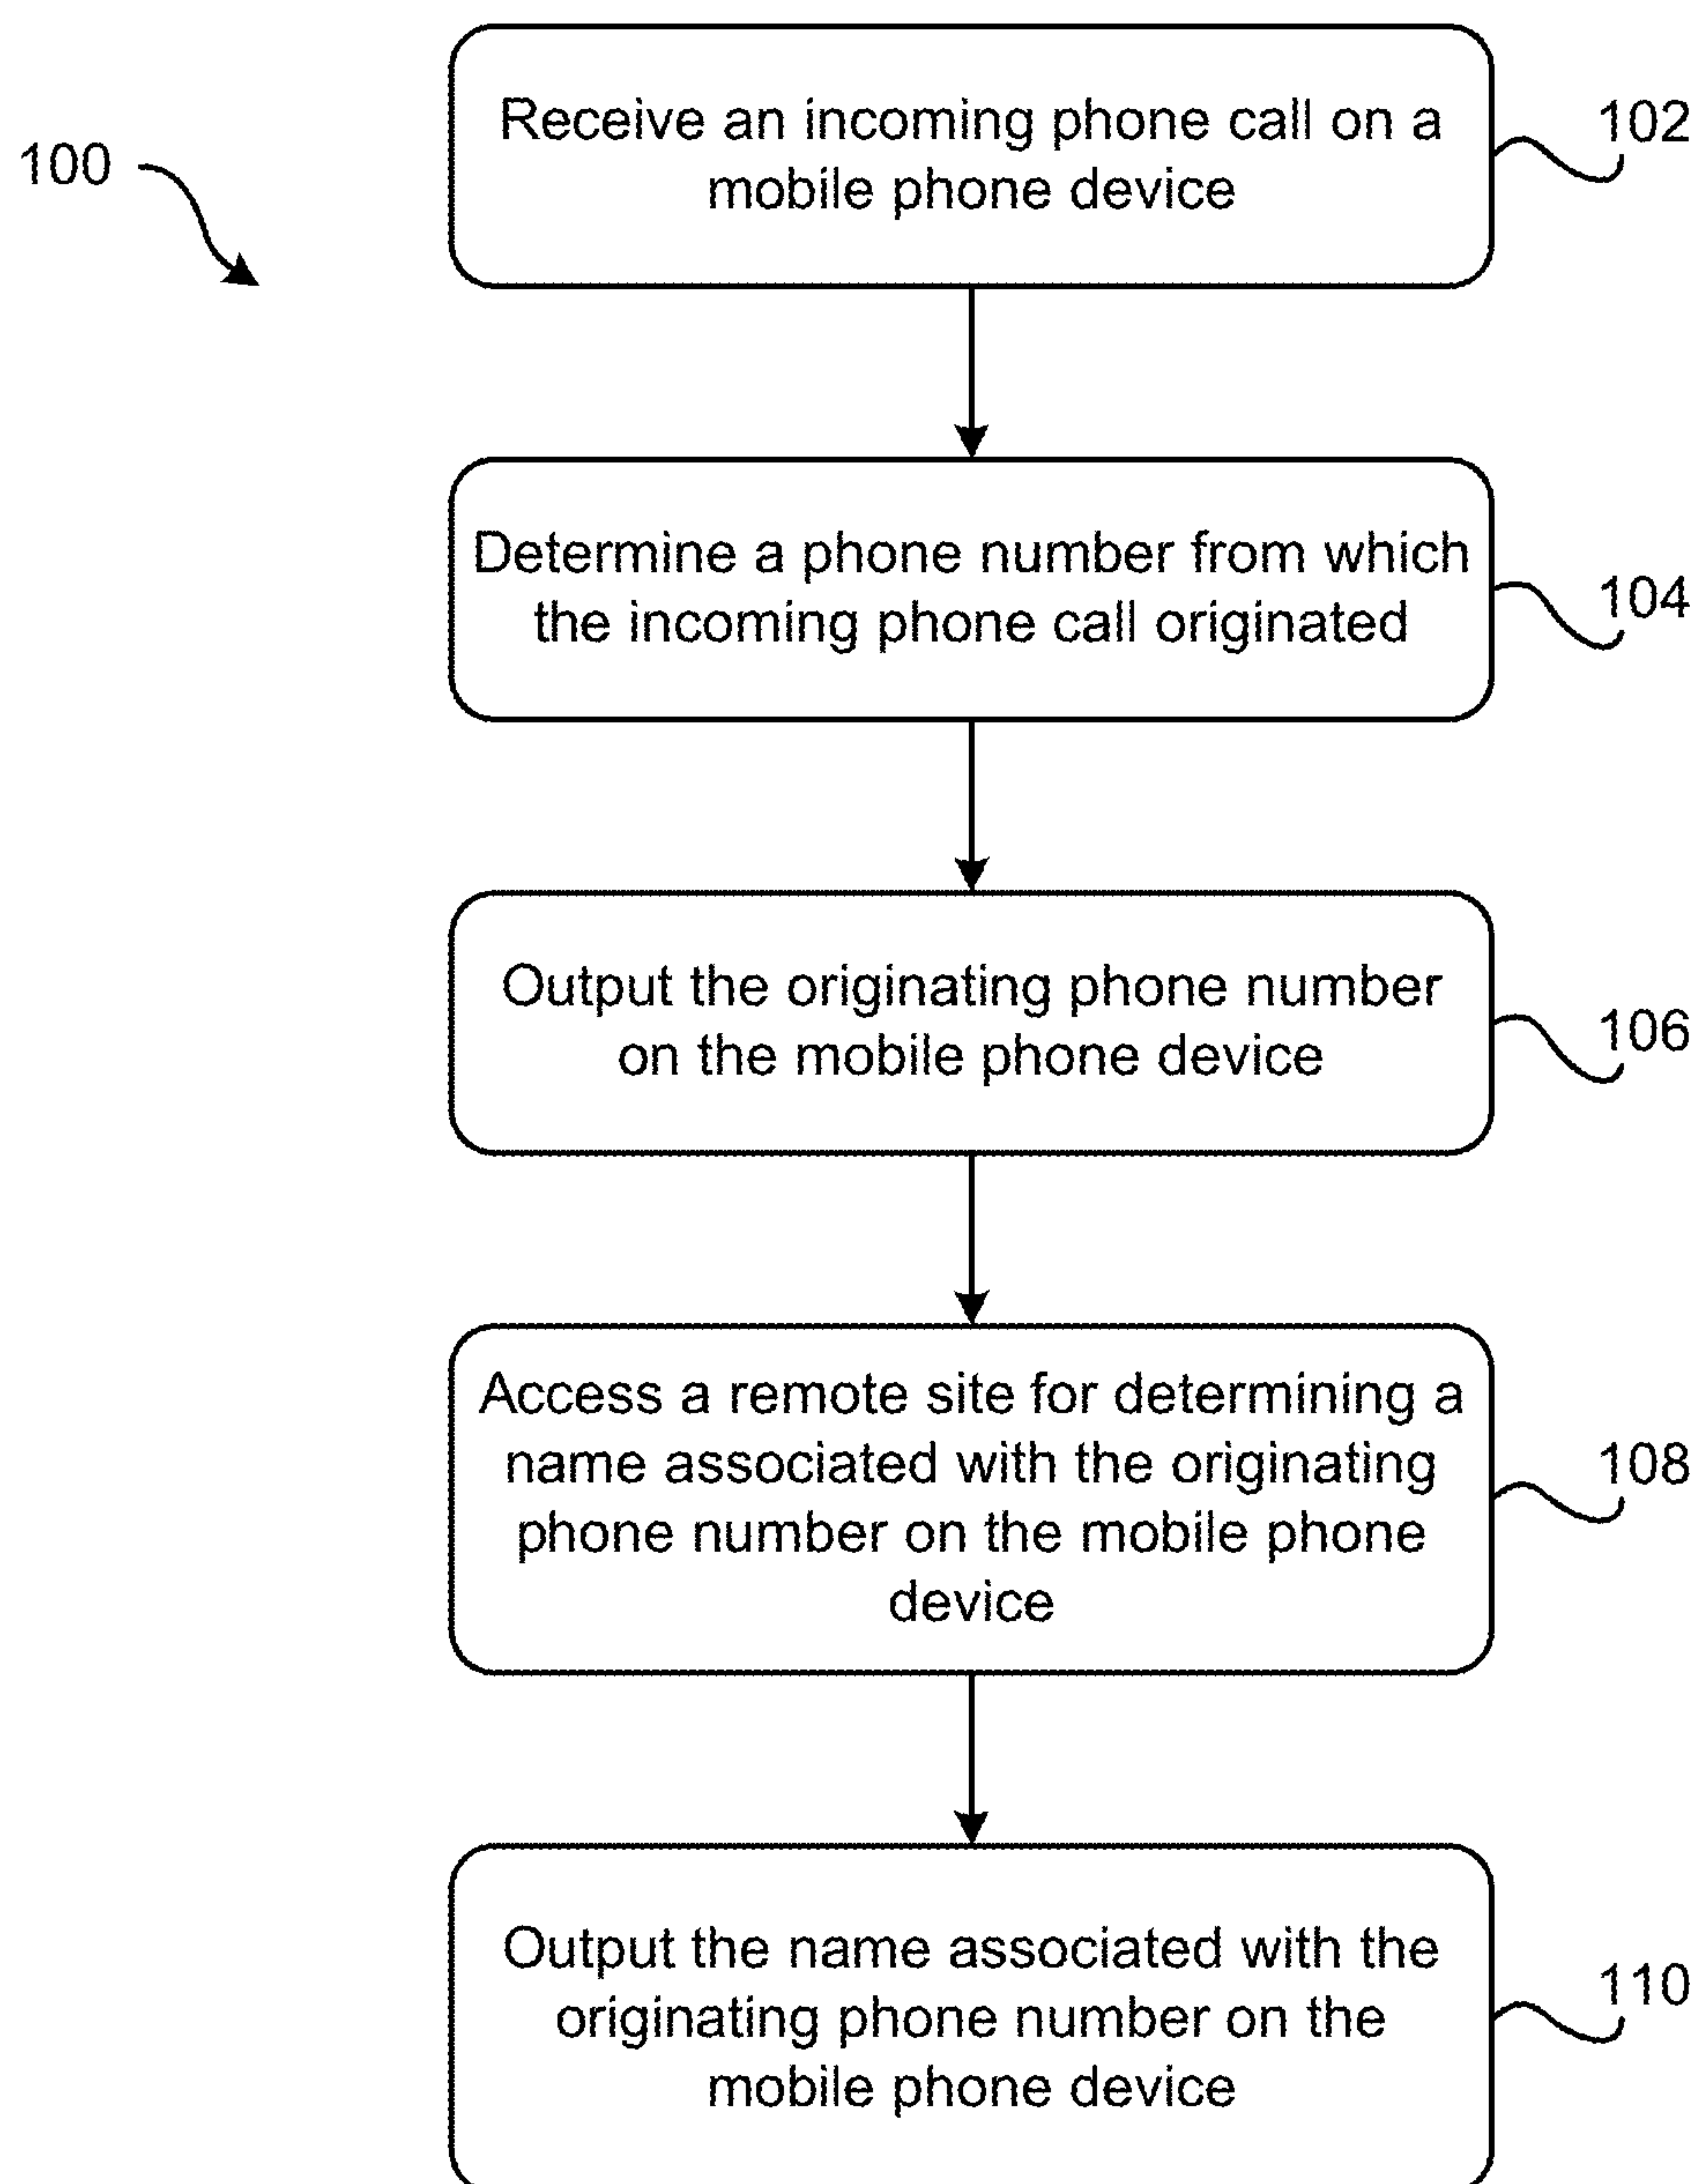 100
Receive an incoming phone call on a
mobile phone device
102
Determine a phone number from which
the incoming phone call originated
104
Output the originating phone number
on the mobile phone device
106
Access a remote site for determining a
name associated with the originating
phone number on the mobile phone
device
108
Output the name associated with the
originating phone number on the
mobile phone device
110